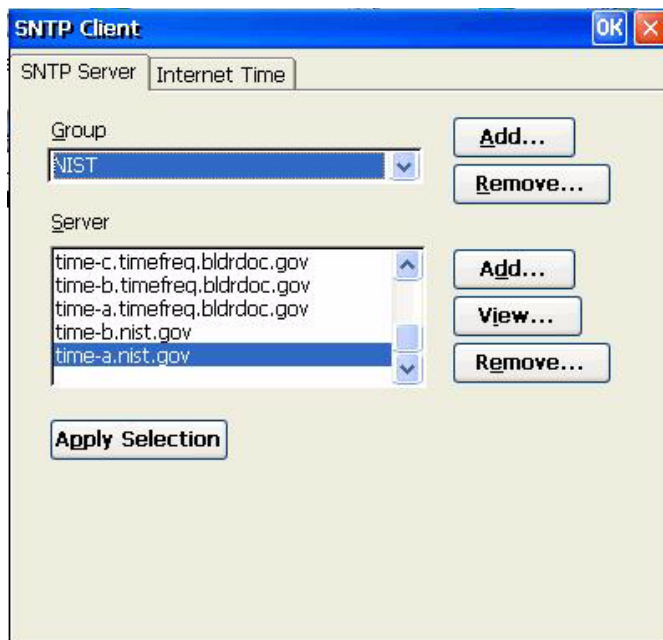 SNTP Client OK
SNTP Server Internet Time
Group
NIST
Add...
Remove...
Server
time-c.timefreq.bldrdoc.gov
time-b.timefreq.bldrdoc.gov
time-a.timefreq.bldrdoc.gov
time-b.nist.gov
time-a.nist.gov
Add...
View...
Remove...
Apply Selection